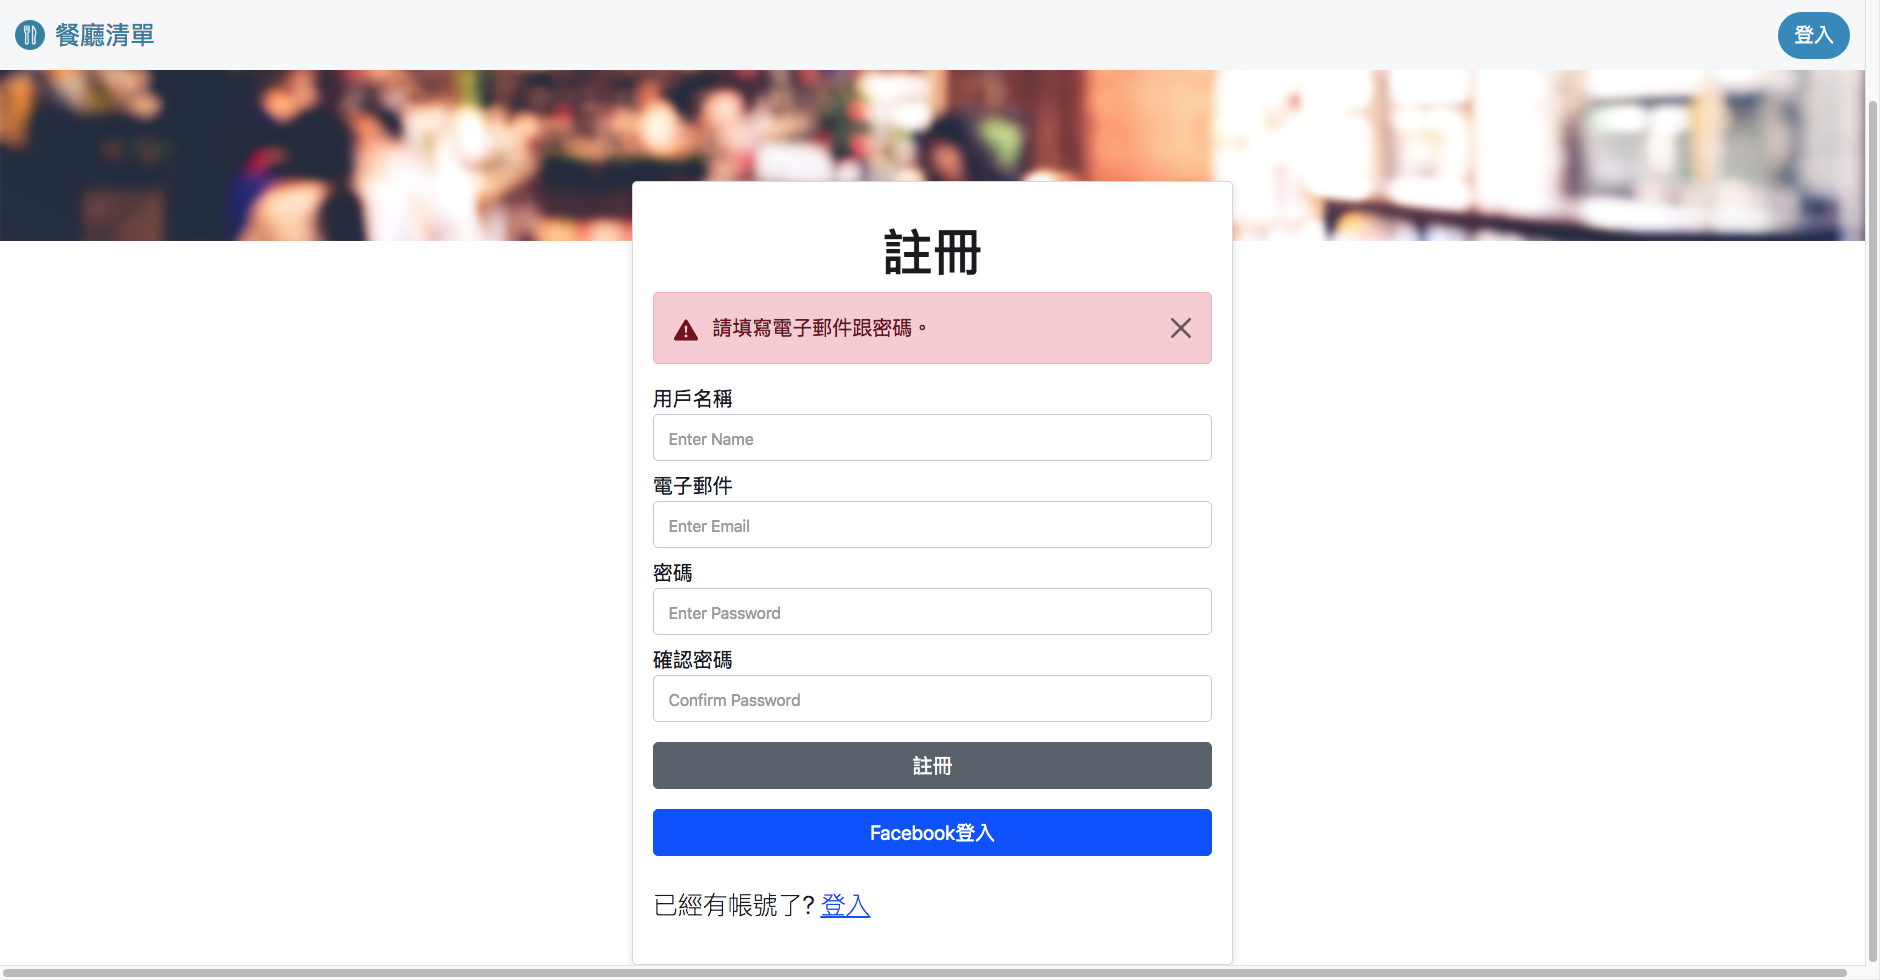 餐廳清單
登入
註冊
請填寫電子郵件跟密碼。
用戶名稱
Enter Name
電子郵件
Enter Email
密碼
Enter Password
確認密碼
Confirm Password
註冊
Facebook登入
已經有帳號了? 登入